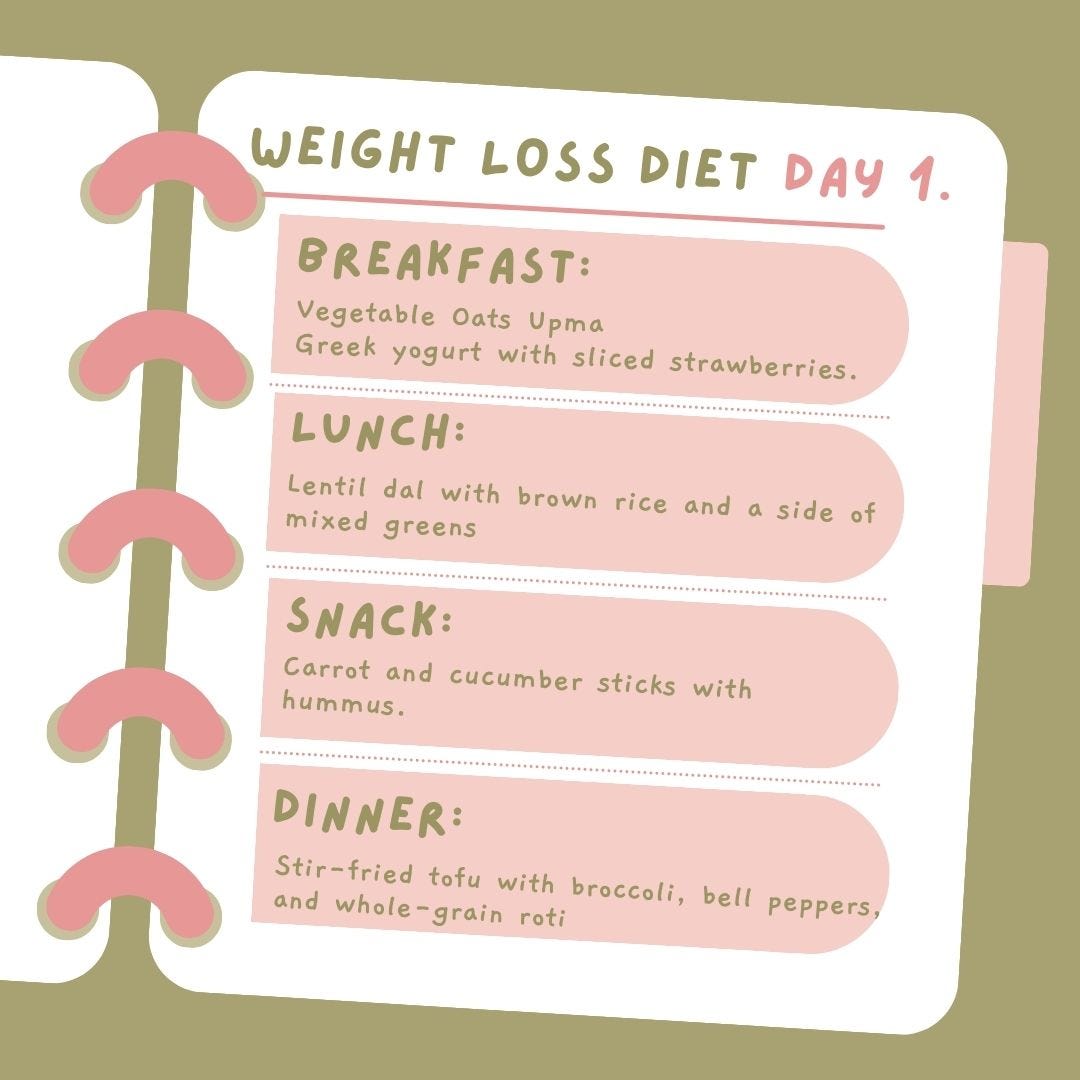 WEIGHT LOSS DIET DAY 1.
BREAKFAST:
Vegetable Oats Upma
Greek yogurt with sliced strawberries.
LUNCH:
Lentil dal with brown rice and a side of
mixed greens
SNACK:
Carrot and cucumber sticks with
hummus.
DINNER:
Stir-fried tofu with broccoli, bell peppers,
and whole-grain roti